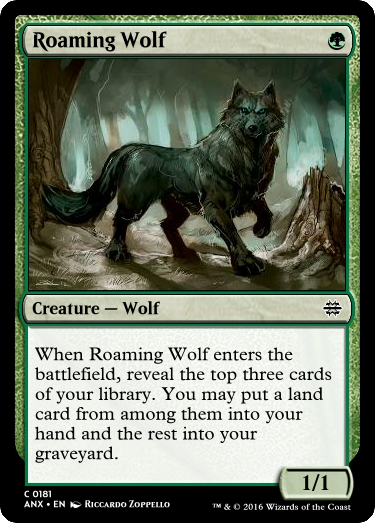 Roaming Wolf
Creature — Wolf
When Roaming Wolf enters the
battlefield, reveal the top three cards
of your library. You may put a land
card from among them into your
hand and the rest into your
graveyard.
1/1
C 0181
ANX • EN Riccardo Zoppello
™ & © 2016 Wizards of the Coast